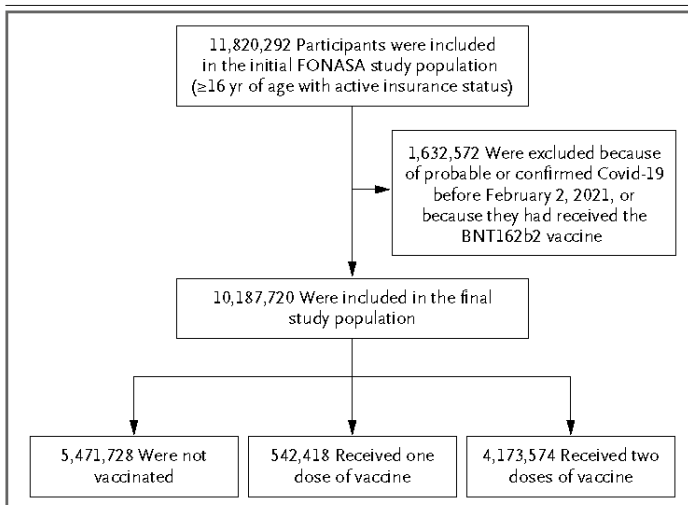 11,820,292 Participants were included
in the initial FONASA study population
(≥16 yr of age with active insurance status)
1,632,572 Were excluded because
of probable or confirmed Covid-19
before February 2, 2021, or
because they had received the
BNT162b2 vaccine
10,187,720 Were included in the final
study population
5,471,728 Were not
vaccinated
542,418 Received one
dose of vaccine
4,173,574 Received two
doses of vaccine